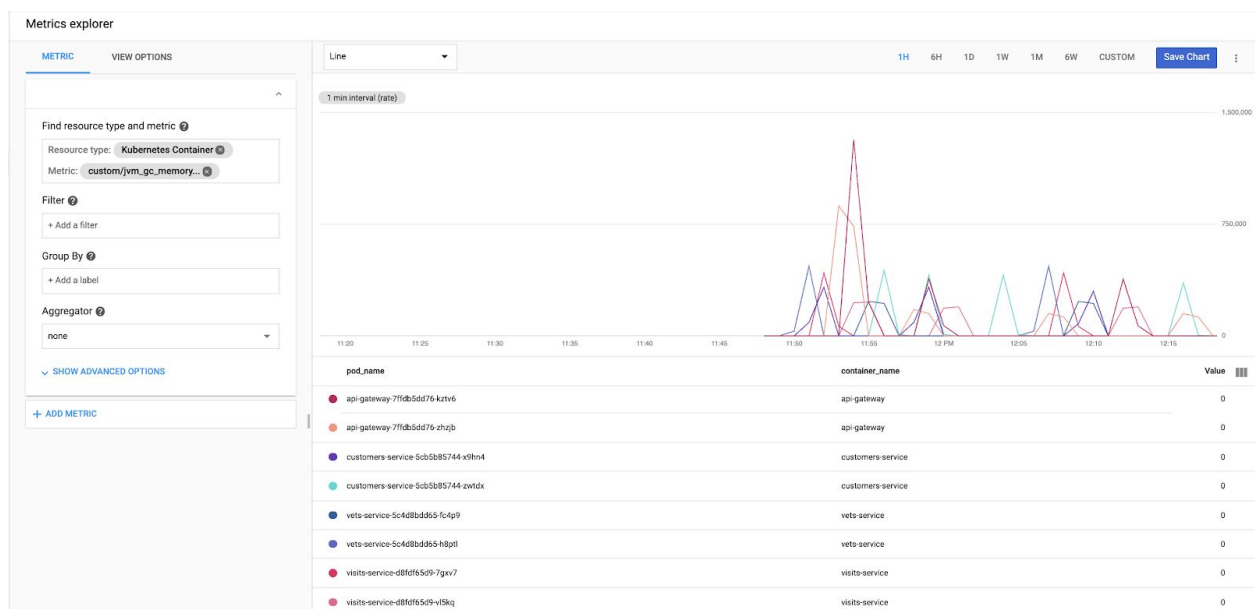 Metrics explorer
METRIC VIEW OPTIONS
Find resource type and metric
Resource type: Kubernetes Container
Metric: custom/jvm_gc_memory...
Filter
+ Add a filter
Group By
+ Add a label
Aggregator
none
SHOW ADVANCED OPTIONS
+ ADD METRIC
Line
1H 6H 1D 1W 1M 6W CUSTOM Save Chart
1 min interval (rate)
1,500,000
750,000
0
11:20 11:25 11:30 11:35 11:40 11:45 11:50 11:55 12 PM 12:05 12:10 12:15
pod_name container_name Value
api-gateway-7ffdb5dd76-kztv6 api-gateway 0
api-gateway-7ffdb5dd76-zhzjb api-gateway 0
customers-service-5cb5b85744-x9hn4 customers-service 0
customers-service-5cb5b85744-zwtdx customers-service 0
vets-service-5c4d8bdd65-fc4p9 vets-service 0
vets-service-5c4d8bdd65-h8ptl vets-service 0
visits-service-d8fdf65d9-7gxv7 visits-service 0
visits-service-d8fdf65d9-vl5kq visits-service 0